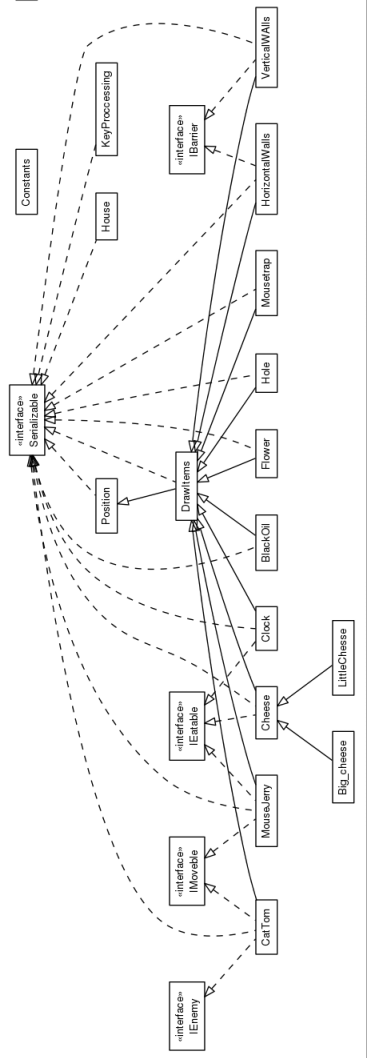 «interface»
Serializable
Constants
Position
House
KeyProccessing
«interface»
IEnemy
«interface»
IMoveble
«interface»
IEatable
DrawItems
«interface»
IBarrier
CatTom
MouseJerry
Cheese
Clock
BlackOil
Flower
Hole
Mousetrap
HorizontalWalls
VerticalWAlls
Big_cheese
LittleChesse